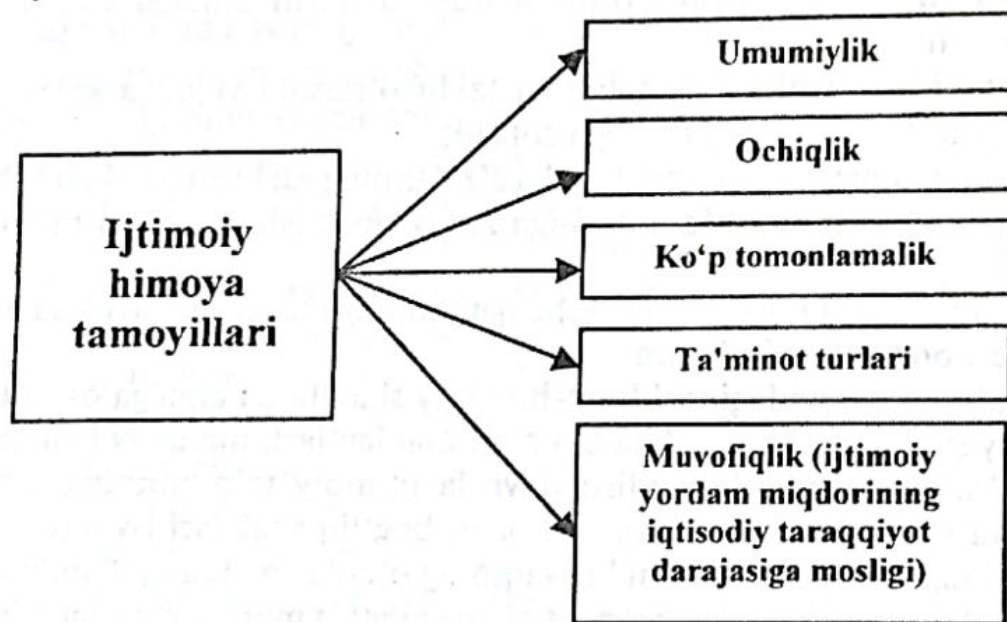 Ijtimoiy
himoya
tamoyillari
Umumiylik
Ochiqlik
Ko‘p tomonlamalik
Ta'minot turlari
Muvofiqlik (ijtimoiy
yordam miqdorining
iqtisodiy taraqqiyot
darajasiga mosligi)